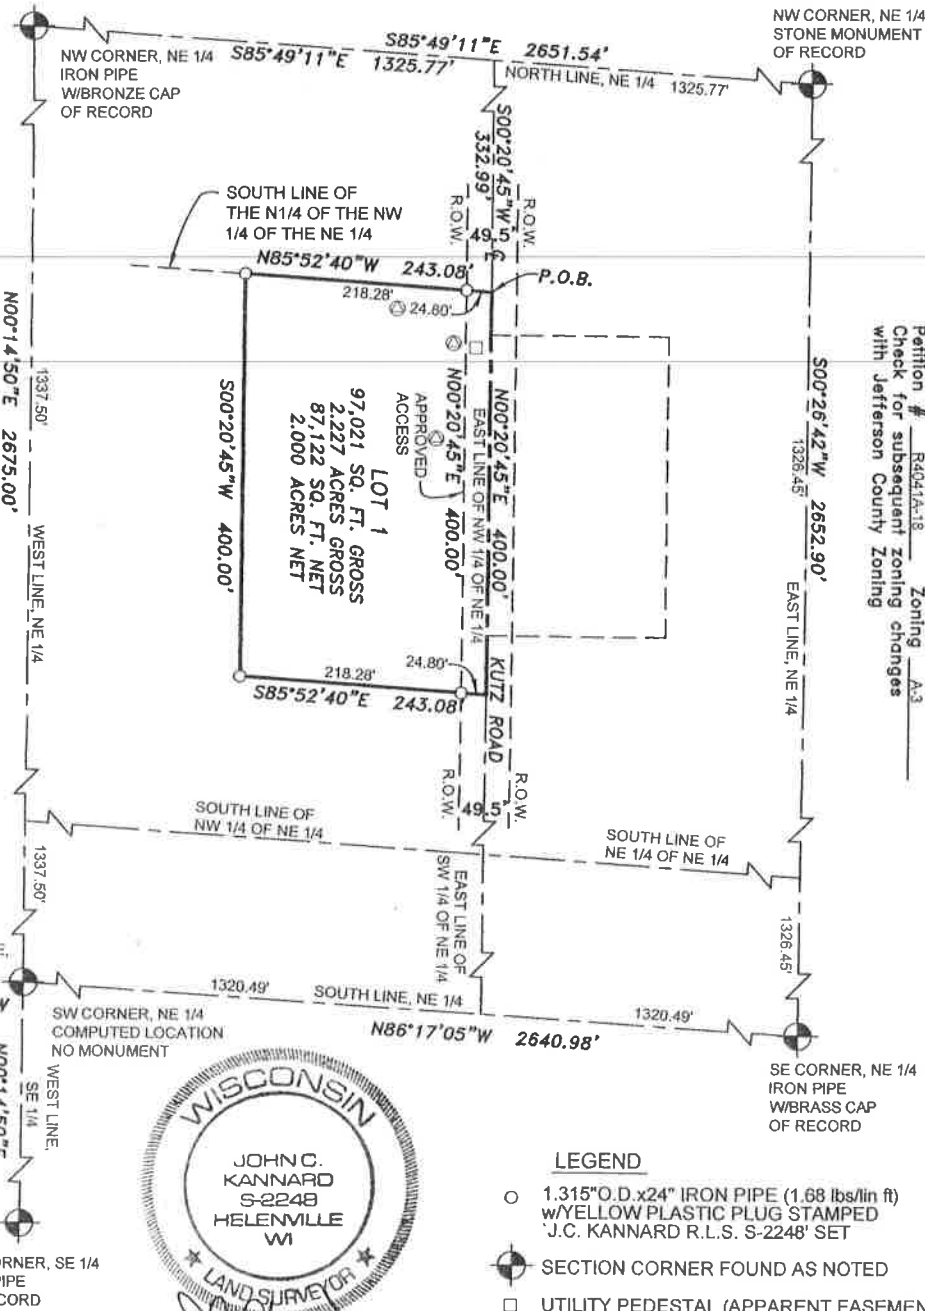 NW CORNER, NE 1/4
STONE MONUMENT
OF RECORD
S85°49'11"E 2651.54'
S85°49'11"E 1325.77'
NORTH LINE, NE 1/4 1325.77'
NW CORNER, NE 1/4
IRON PIPE
W/BRONZE CAP
OF RECORD
S00°20'45"W
332.99'
SOUTH LINE OF
THE N1/4 OF THE NW
1/4 OF THE NE 1/4
R.O.W.
49.5'
R.O.W.
N85°52'40"W 243.08'
218.28'
24.80'
P.O.B.
Petition # R4041A-18 Zoning A-3
Check for subsequent zoning changes
with Jefferson County Zoning
S00°26'42"W 2652.90'
1326.45'
EAST LINE, NE 1/4
N00°14'50"E 2675.00'
1337.50'
WEST LINE, NE 1/4
S00°20'45"W 400.00'
LOT 1
97,021 SQ. FT. GROSS
2.227 ACRES GROSS
87,122 SQ. FT. NET
2.000 ACRES NET
APPROVED
ACCESS
N00°20'45"E 400.00'
EAST LINE OF NW 1/4 OF NE 1/4
N00°20'45"E 400.00'
KUTZ ROAD
218.28'
24.80'
S85°52'40"E 243.08'
R.O.W.
49.5'
R.O.W.
SOUTH LINE OF
NW 1/4 OF NE 1/4
SOUTH LINE OF
NE 1/4 OF NE 1/4
1337.50'
EAST LINE OF
SW 1/4 OF NE 1/4
1326.45'
1320.49'
SOUTH LINE, NE 1/4
1320.49'
N86°17'05"W 2640.98'
SW CORNER, NE 1/4
COMPUTED LOCATION
NO MONUMENT
SE CORNER, NE 1/4
IRON PIPE
W/BRASS CAP
OF RECORD
WEST LINE,
SE 1/4
N00°14'50"E
WISCONSIN
JOHN C.
KANNARD
S-2248
HELENVILLE
WI
LAND SURVEYOR
LEGEND
1.315"O.D.x24" IRON PIPE (1.68 lbs/lin ft)
w/YELLOW PLASTIC PLUG STAMPED
'J.C. KANNARD R.L.S. S-2248' SET
SECTION CORNER FOUND AS NOTED
UTILITY PEDESTAL (APPARENT EASEMEN
ORNER, SE 1/4
PIPE
CORD